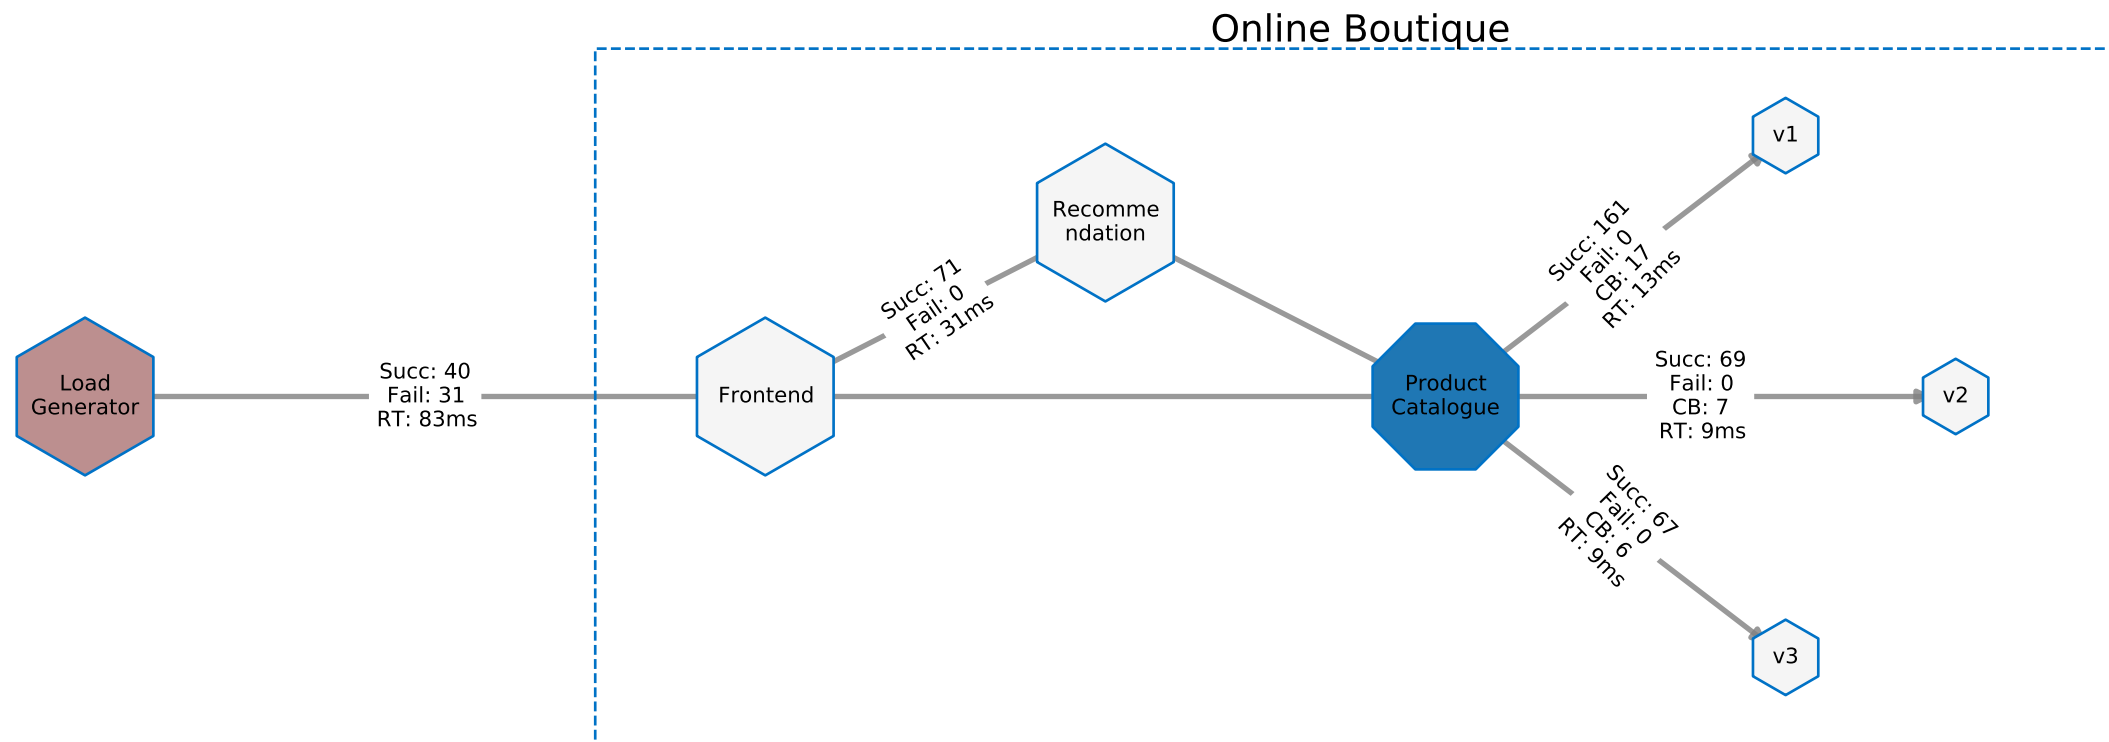 Online Boutique
Load
Generator
Succ: 40
Fail: 31
RT: 83ms
Frontend
Succ: 71
Fail: 0
RT: 31ms
Recomme
ndation
Product
Catalogue
Succ: 161
Fail: 0
CB: 17
RT: 13ms
v1
Succ: 69
Fail: 0
CB: 7
RT: 9ms
v2
Succ: 67
Fail: 0
CB: 6
RT: 9ms
v3